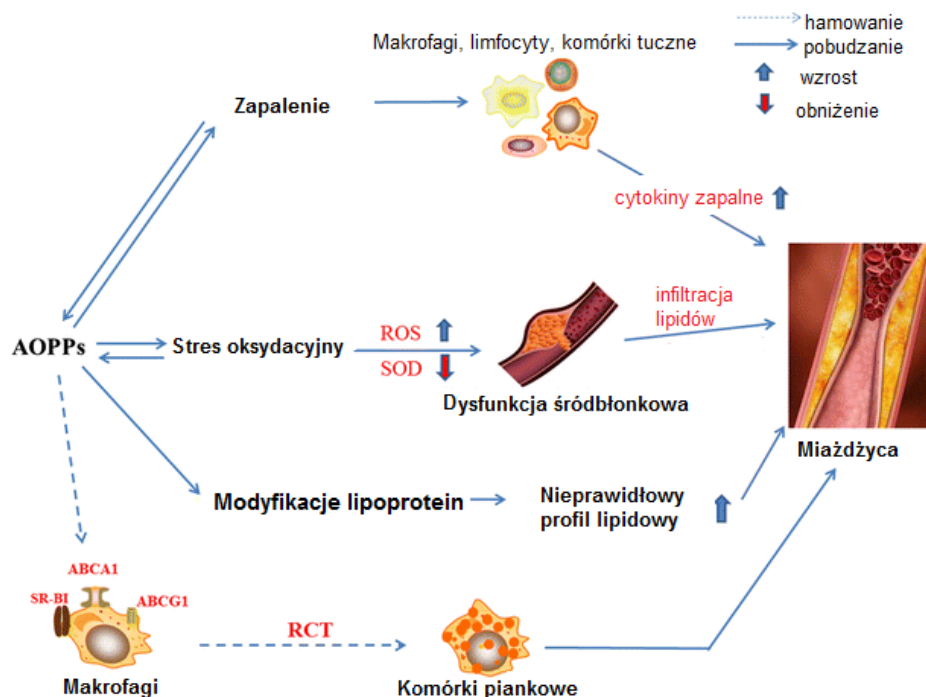 hamowanie
pobudzanie
wzrost
obniżenie
Makrofagi, limfocyty, komórki tuczne
Zapalenie
cytokiny zapalne
infiltracja
lipidów
AOPPs
Stres oksydacyjny
ROS
SOD
Dysfunkcja śródbłonkowa
Miażdżyca
Modyfikacje lipoprotein
Nieprawidłowy
profil lipidowy
ABCA1
SR-BI
ABCG1
RCT
Makrofagi
Komórki piankowe